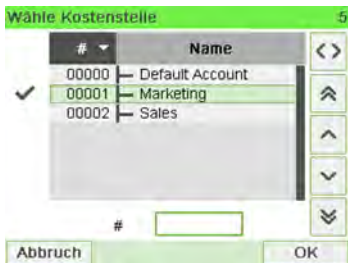 Wähle Kostenstelle 5
# Name
00000 Default Account
00001 Marketing
00002 Sales
#
Abbruch OK